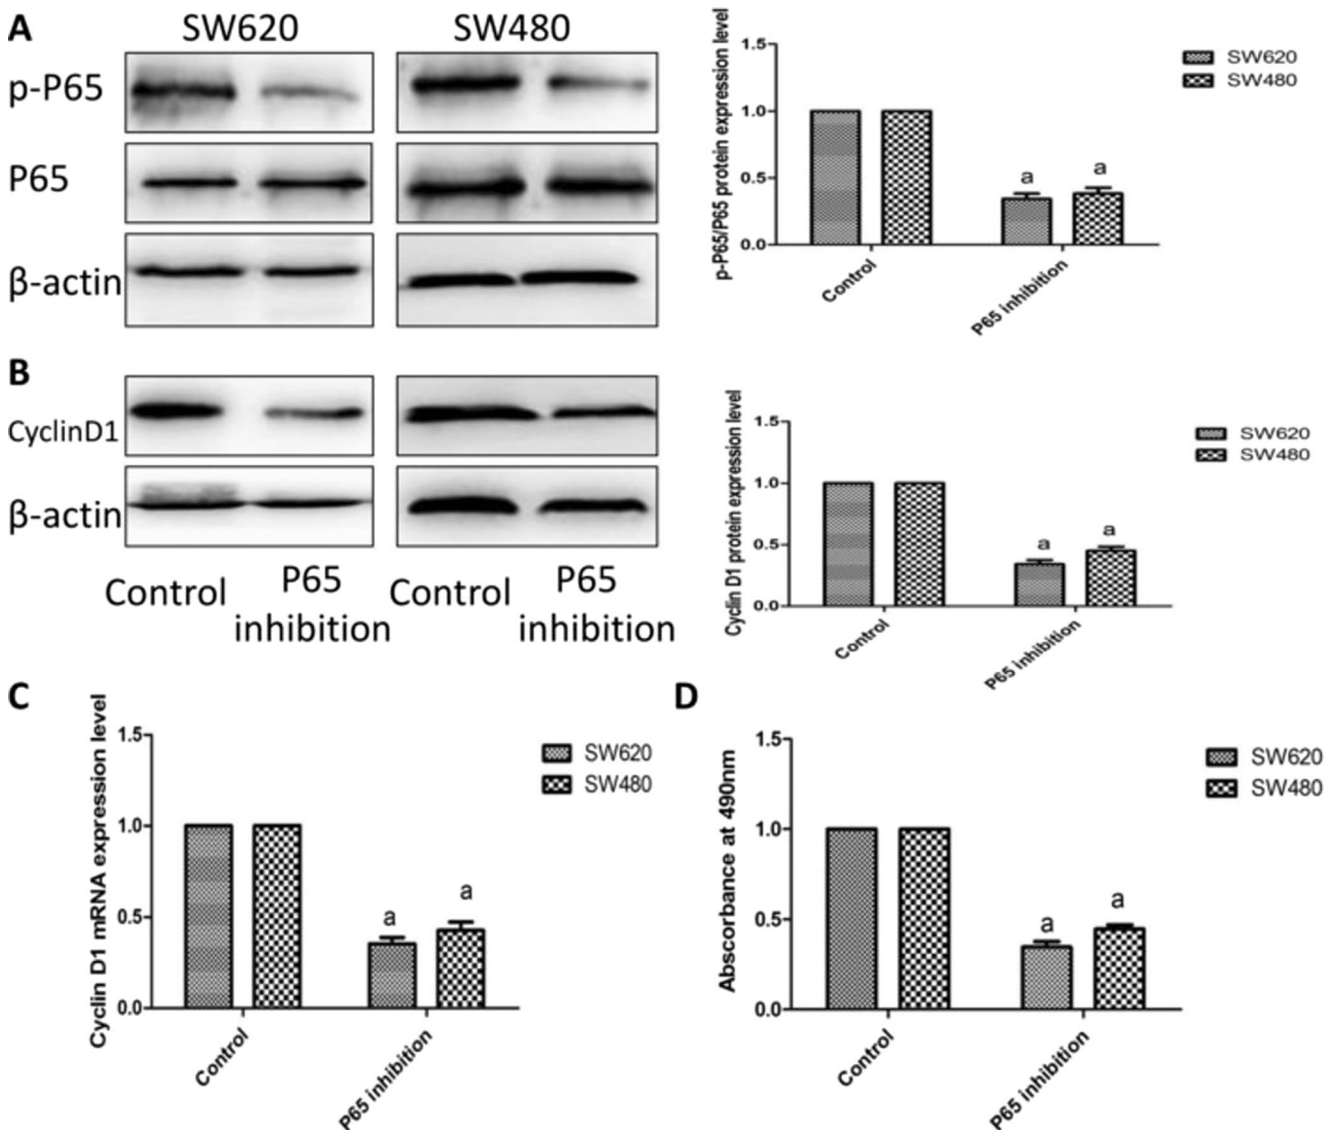 A
SW620
SW480
p-P65
P65
β-actin
p-P65/P65 protein expression level
1.5
1.0
0.5
0.0
a
a
Control
P65 inhibition
SW620
SW480
B
CyclinD1
β-actin
Control
P65
inhibition
Control
P65
inhibition
Cyclin D1 protein expression level
1.5
1.0
0.5
0.0
a
a
Control
P65 inhibition
SW620
SW480
C
Cyclin D1 mRNA expression level
1.5
1.0
0.5
0.0
a
a
Control
P65 inhibition
SW620
SW480
D
Abscorbance at 490nm
1.5
1.0
0.5
0.0
a
a
Control
P65 inhibition
SW620
SW480